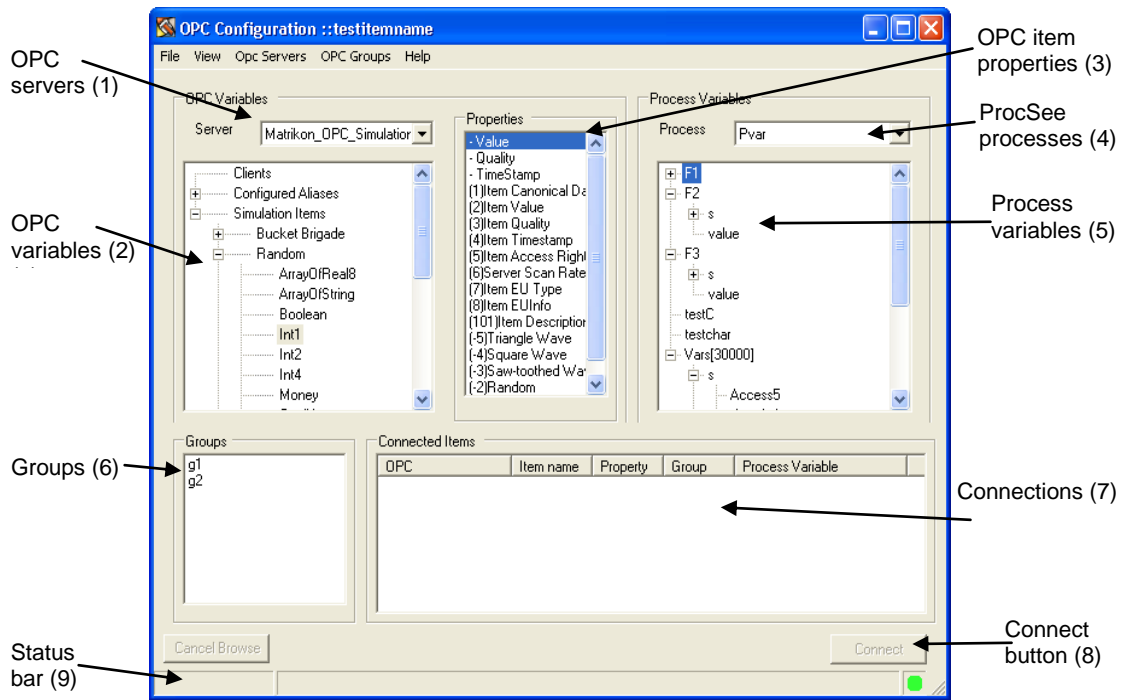 OPC Configuration ::testitemname
File View Opc Servers OPC Groups Help
OPC servers (1)
OPC item properties (3)
OPC Variables
Server
Matrikon_OPC_Simulation
Properties
Process Variables
Process
Pvar
ProcSee processes (4)
OPC variables (2)
Clients
Configured Aliases
Simulation Items
Bucket Brigade
Random
ArrayOfReal8
ArrayOfString
Boolean
Int1
Int2
Int4
Money
- Value
- Quality
- TimeStamp
(1)Item Canonical Da
(2)Item Value
(3)Item Quality
(4)Item Timestamp
(5)Item Access Righ
(6)Server Scan Rate
(7)Item EU Type
(8)Item EUInfo
(101)Item Description
(-5)Triangle Wave
(-4)Square Wave
(-3)Saw-toothed Wa
(-2)Random
F1
F2
s
value
F3
s
value
testC
testchar
Vars[30000]
s
Access5
Process variables (5)
Groups (6)
Groups
g1
g2
Connected Items
OPC Item name Property Group Process Variable
Connections (7)
Cancel Browse
Connect
Connect button (8)
Status bar (9)